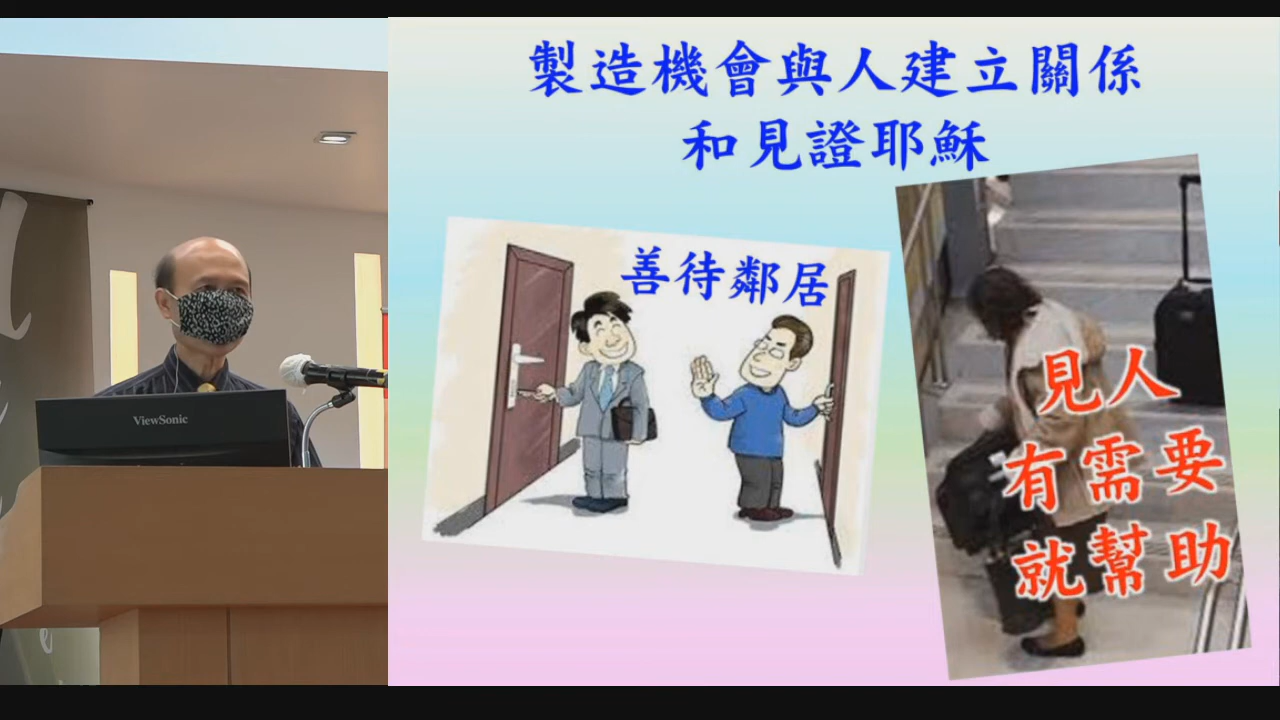 製造機會與人建立關係
和見證耶穌
善待鄰居
見人
有需要
就幫助
ViewSonic